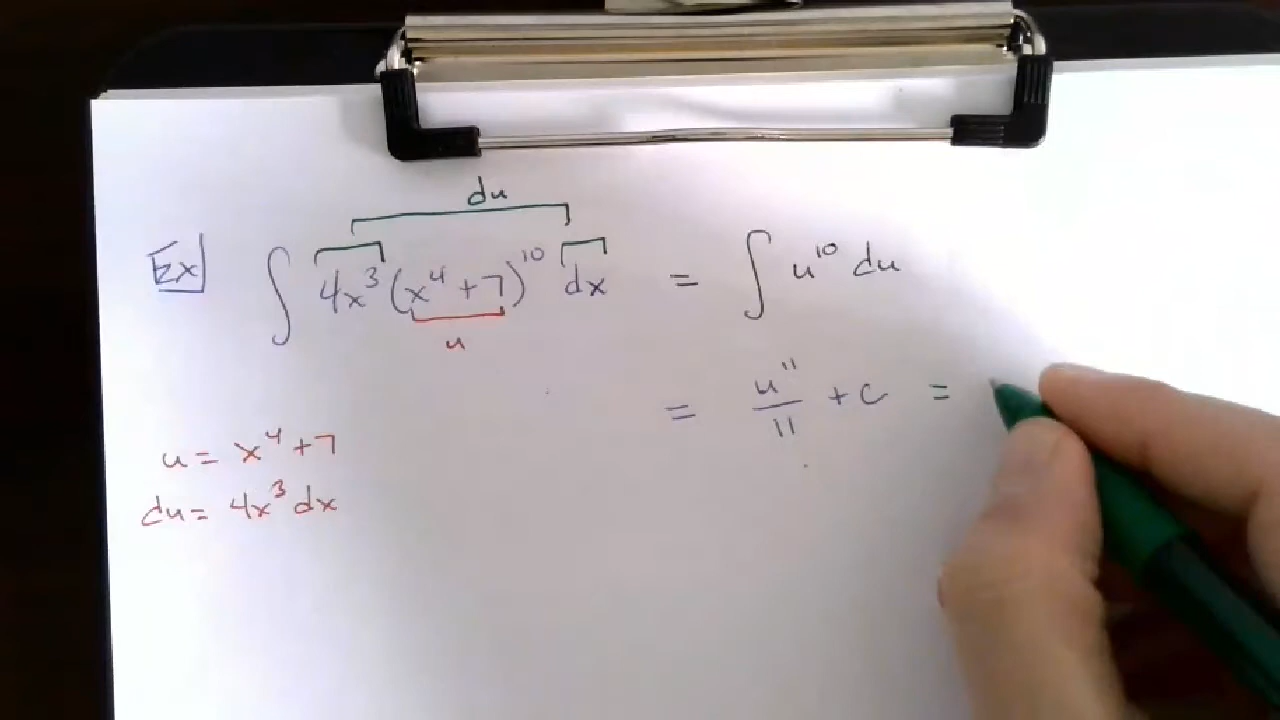 du
Ex ∫ 4x³ (x⁴ + 7)¹⁰ dx = ∫ u¹⁰ du
u
= u¹¹/11 + c =
u = x⁴ + 7
du = 4x³ dx